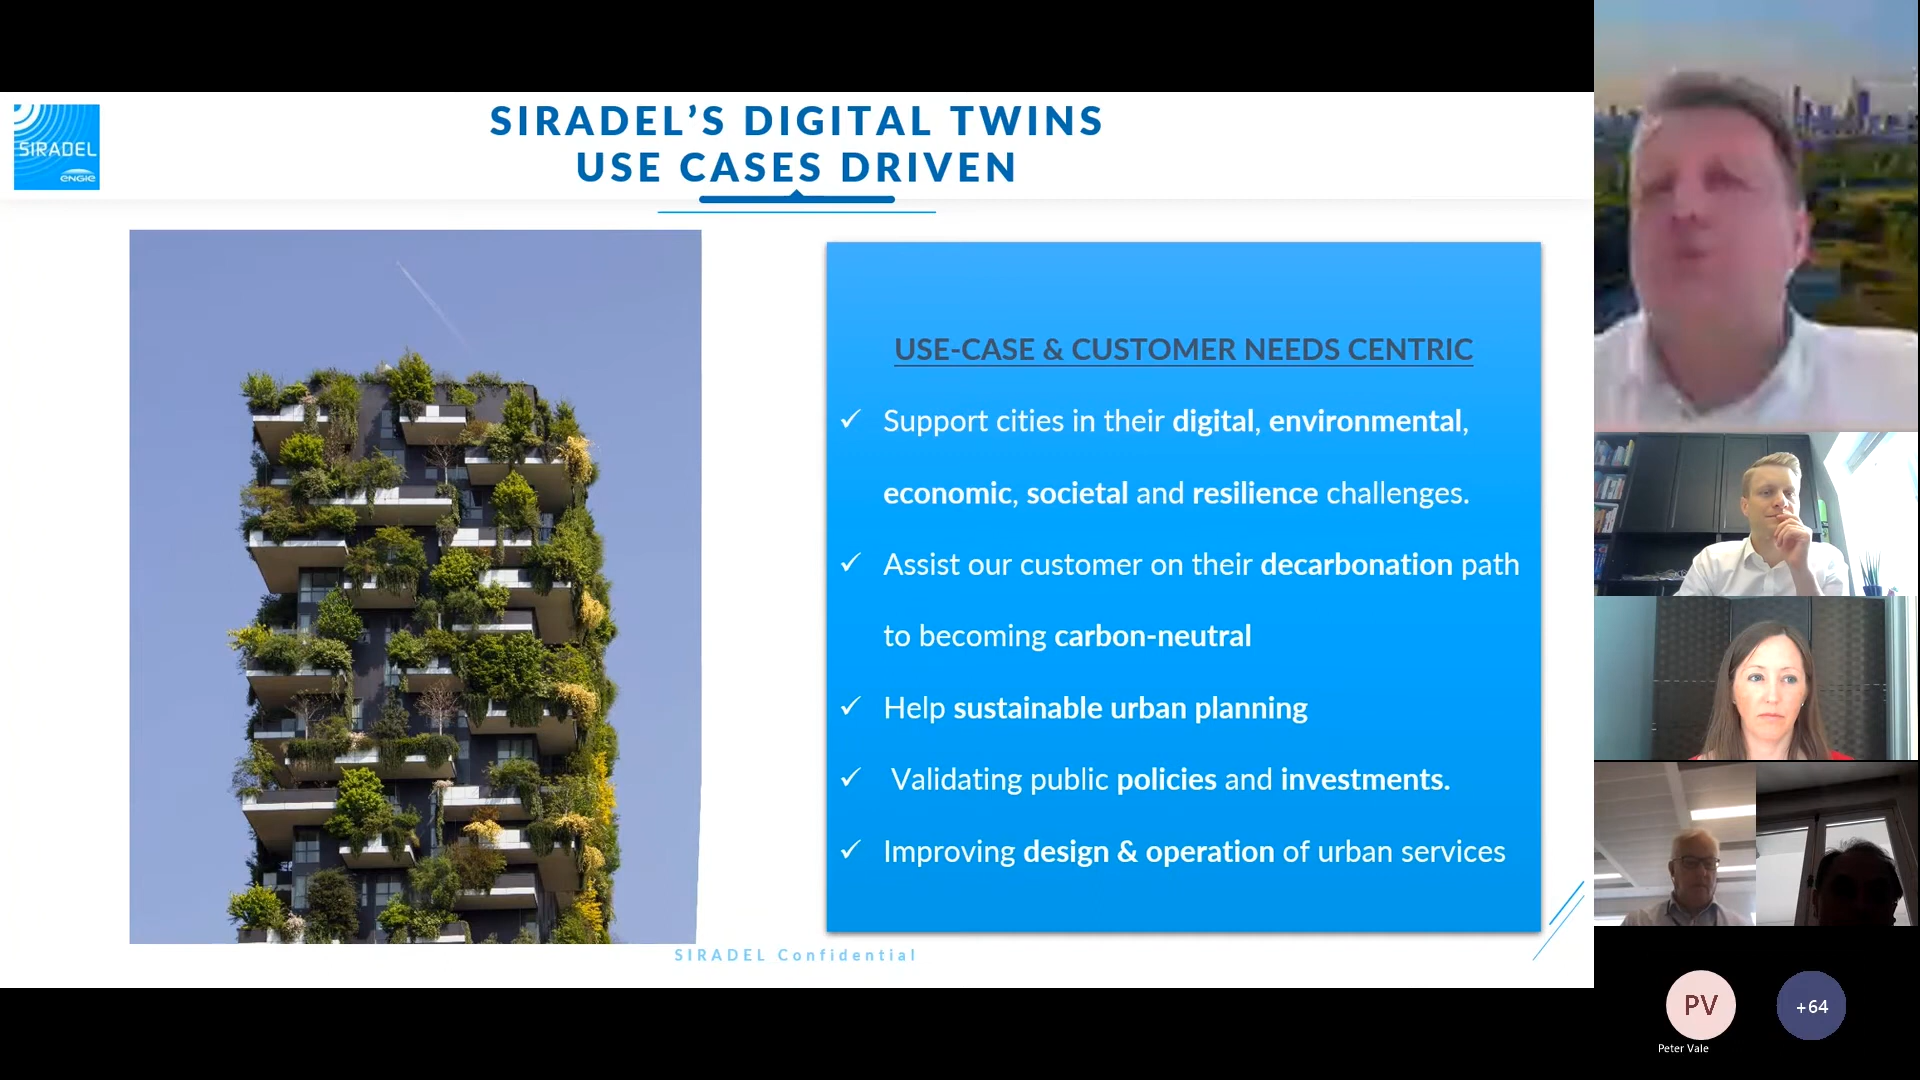 SIRADEL
ENGIE
SIRADEL’S DIGITAL TWINS
USE CASES DRIVEN
USE-CASE & CUSTOMER NEEDS CENTRIC
✓ Support cities in their digital, environmental,
economic, societal and resilience challenges.
✓ Assist our customer on their decarbonation path
to becoming carbon-neutral
✓ Help sustainable urban planning
✓ Validating public policies and investments.
✓ Improving design & operation of urban services
SIRADEL Confidential
PV
+64
Peter Vale